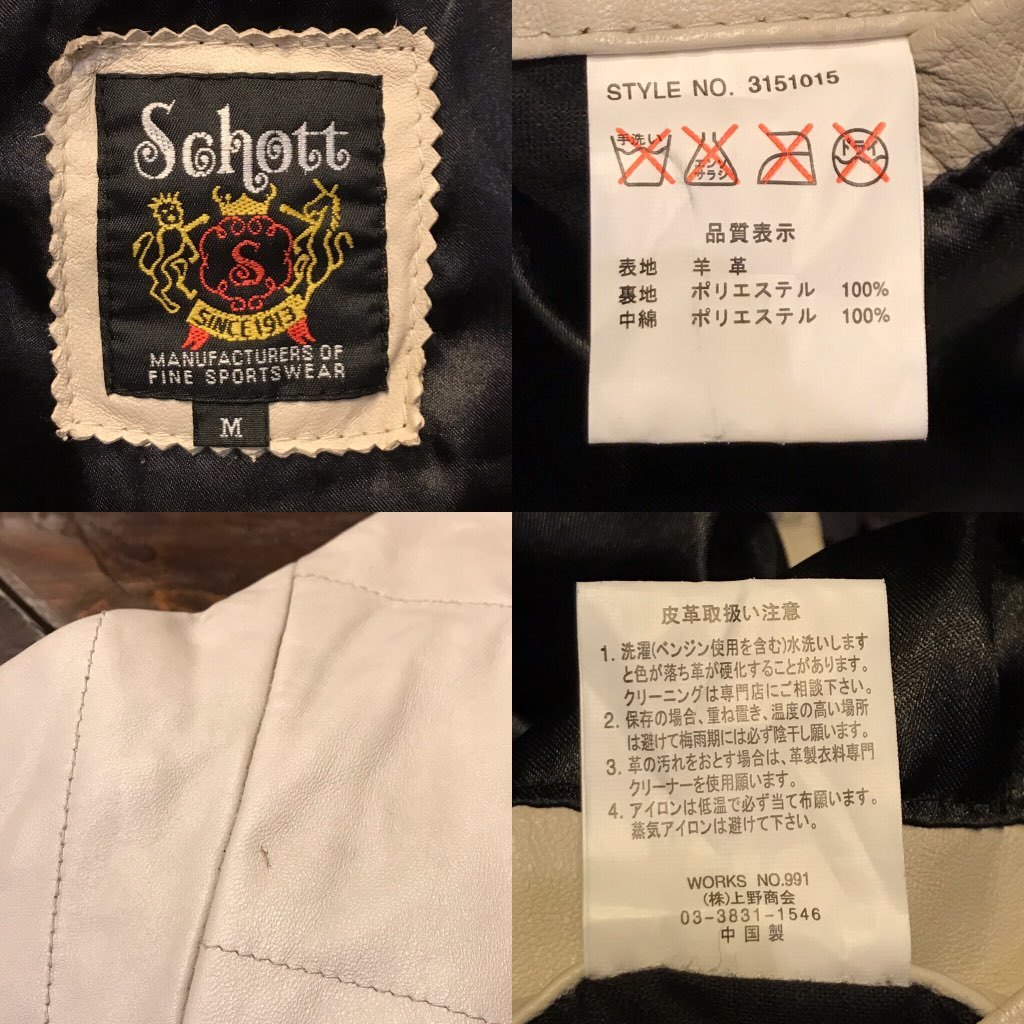 Schott
S
SINCE 1913
MANUFACTURERS OF
FINE SPORTSWEAR
M
STYLE NO. 3151015
手洗い
エンソ
サラシ
ドライ
品質表示
表地 羊革
裏地 ポリエステル 100%
中綿 ポリエステル 100%
皮革取扱い注意
1. 洗濯(ベンジン使用を含む)水洗いします
と色が落ち革が硬化することがあります。
クリーニングは専門店にご相談下さい。
2. 保存の場合、重ね置き、温度の高い場所
は避けて梅雨期には必ず陰干し願います。
3. 革の汚れをおとす場合は、革製衣料専門
クリーナーを使用願います。
4. アイロンは低温で必ず当て布願います。
蒸気アイロンは避けて下さい。
WORKS NO.991
(株)上野商会
03-3831-1546
中国製